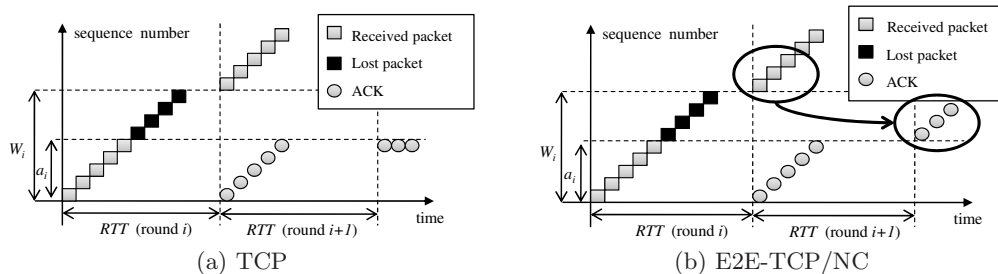 sequence number
Received packet
Lost packet
ACK
W_i
a_i
time
RTT (round i)
RTT (round i+1)
(a) TCP
sequence number
Received packet
Lost packet
ACK
W_i
a_i
time
RTT (round i)
RTT (round i+1)
(b) E2E-TCP/NC